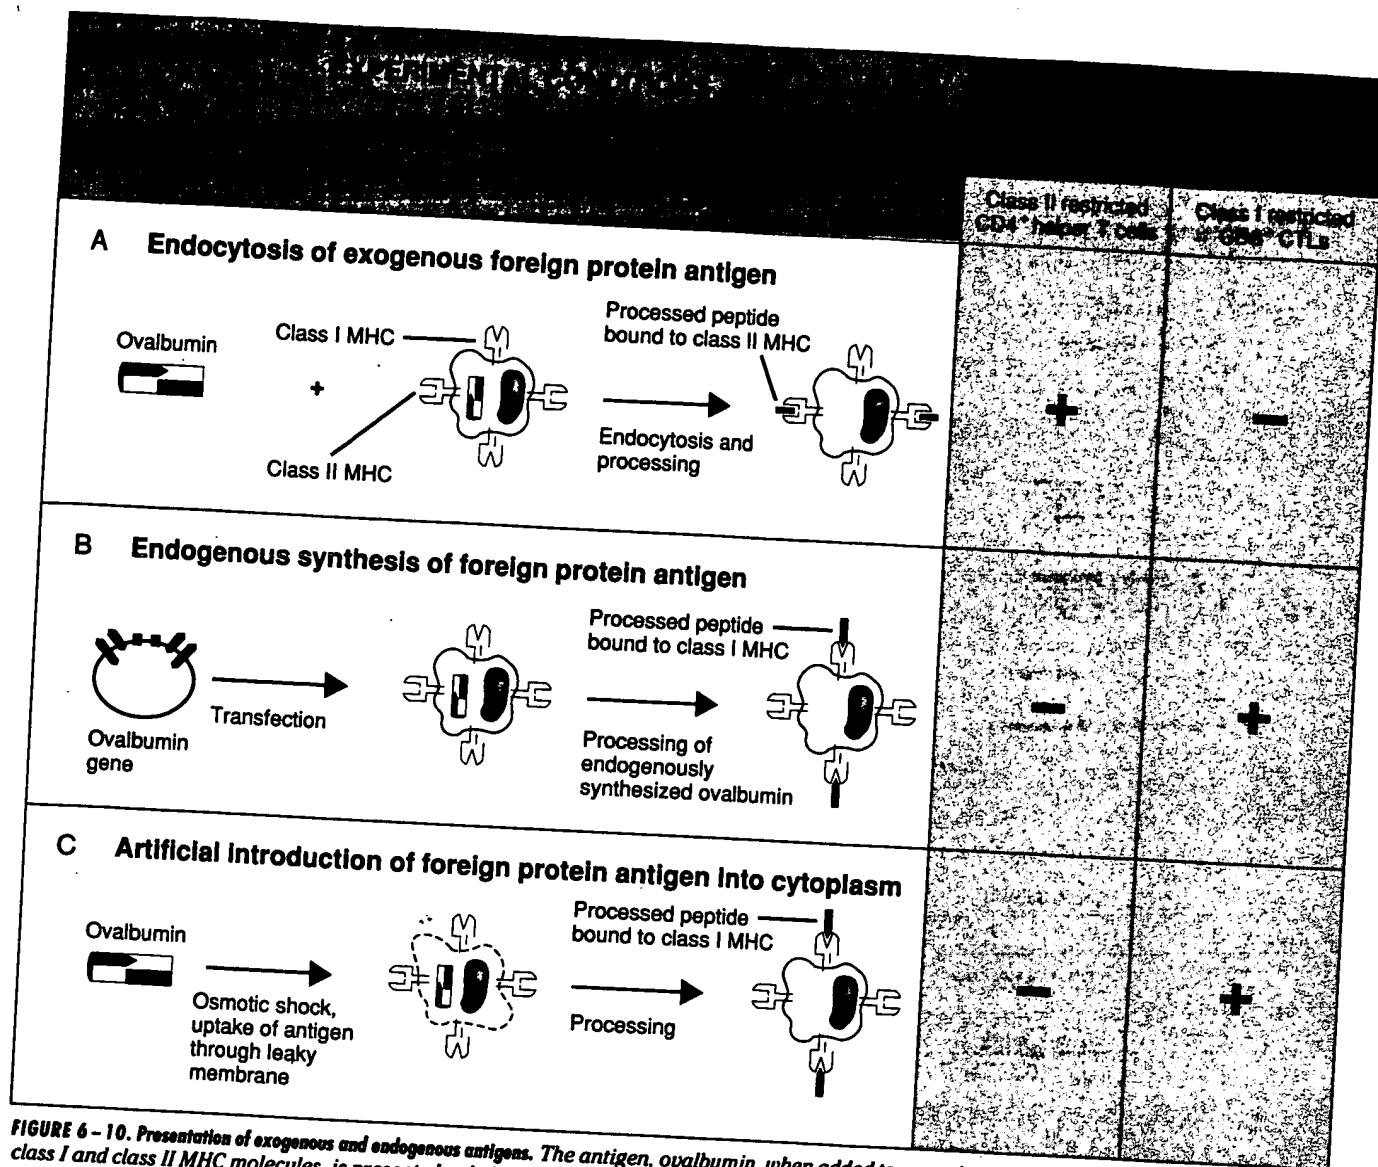 EXPERIMENTAL CONDITIONS
Class II restricted
CD4+ helper T cells
Class I restricted
CD8+ CTLs
A Endocytosis of exogenous foreign protein antigen
Ovalbumin
+
Class I MHC
Class II MHC
Processed peptide
bound to class II MHC
Endocytosis and
processing
+
−
B Endogenous synthesis of foreign protein antigen
Ovalbumin
gene
Transfection
Processed peptide
bound to class I MHC
Processing of
endogenously
synthesized ovalbumin
−
+
C Artificial introduction of foreign protein antigen into cytoplasm
Ovalbumin
Osmotic shock,
uptake of antigen
through leaky
membrane
Processed peptide
bound to class I MHC
Processing
−
+
FIGURE 6–10. Presentation of exogenous and endogenous antigens. The antigen, ovalbumin, when added to
class I and class II MHC molecules, is